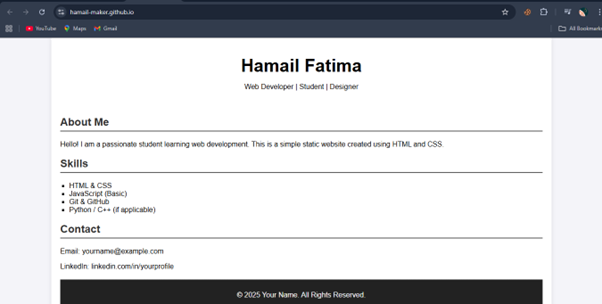 hamail-maker.github.io
YouTube Maps Gmail All Bookmarks
Hamail Fatima
Web Developer | Student | Designer
About Me
Hello! I am a passionate student learning web development. This is a simple static website created using HTML and CSS.
Skills
HTML & CSS
JavaScript (Basic)
Git & GitHub
Python / C++ (if applicable)
Contact
Email: yourname@example.com
LinkedIn: linkedin.com/in/yourprofile
© 2025 Your Name. All Rights Reserved.